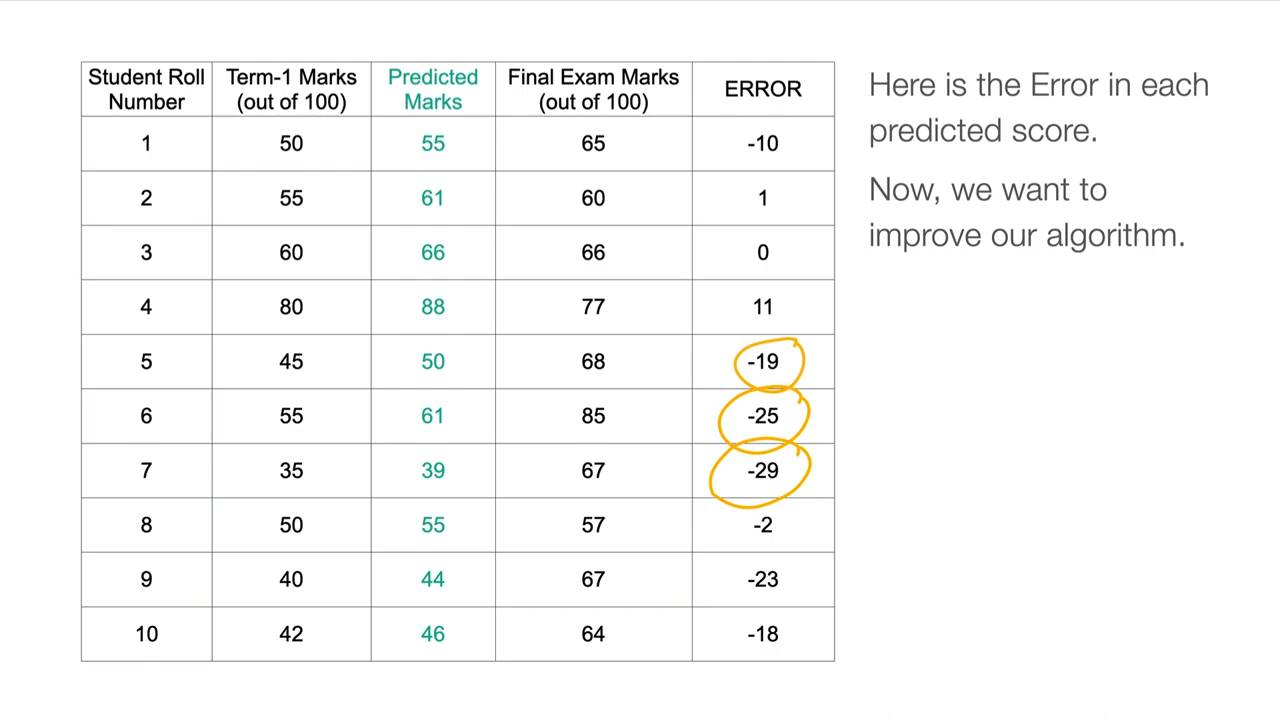 Student Roll Number Term-1 Marks (out of 100) Predicted Marks Final Exam Marks (out of 100) ERROR
1 50 55 65 -10
2 55 61 60 1
3 60 66 66 0
4 80 88 77 11
5 45 50 68 -19
6 55 61 85 -25
7 35 39 67 -29
8 50 55 57 -2
9 40 44 67 -23
10 42 46 64 -18
Here is the Error in each
predicted score.
Now, we want to
improve our algorithm.